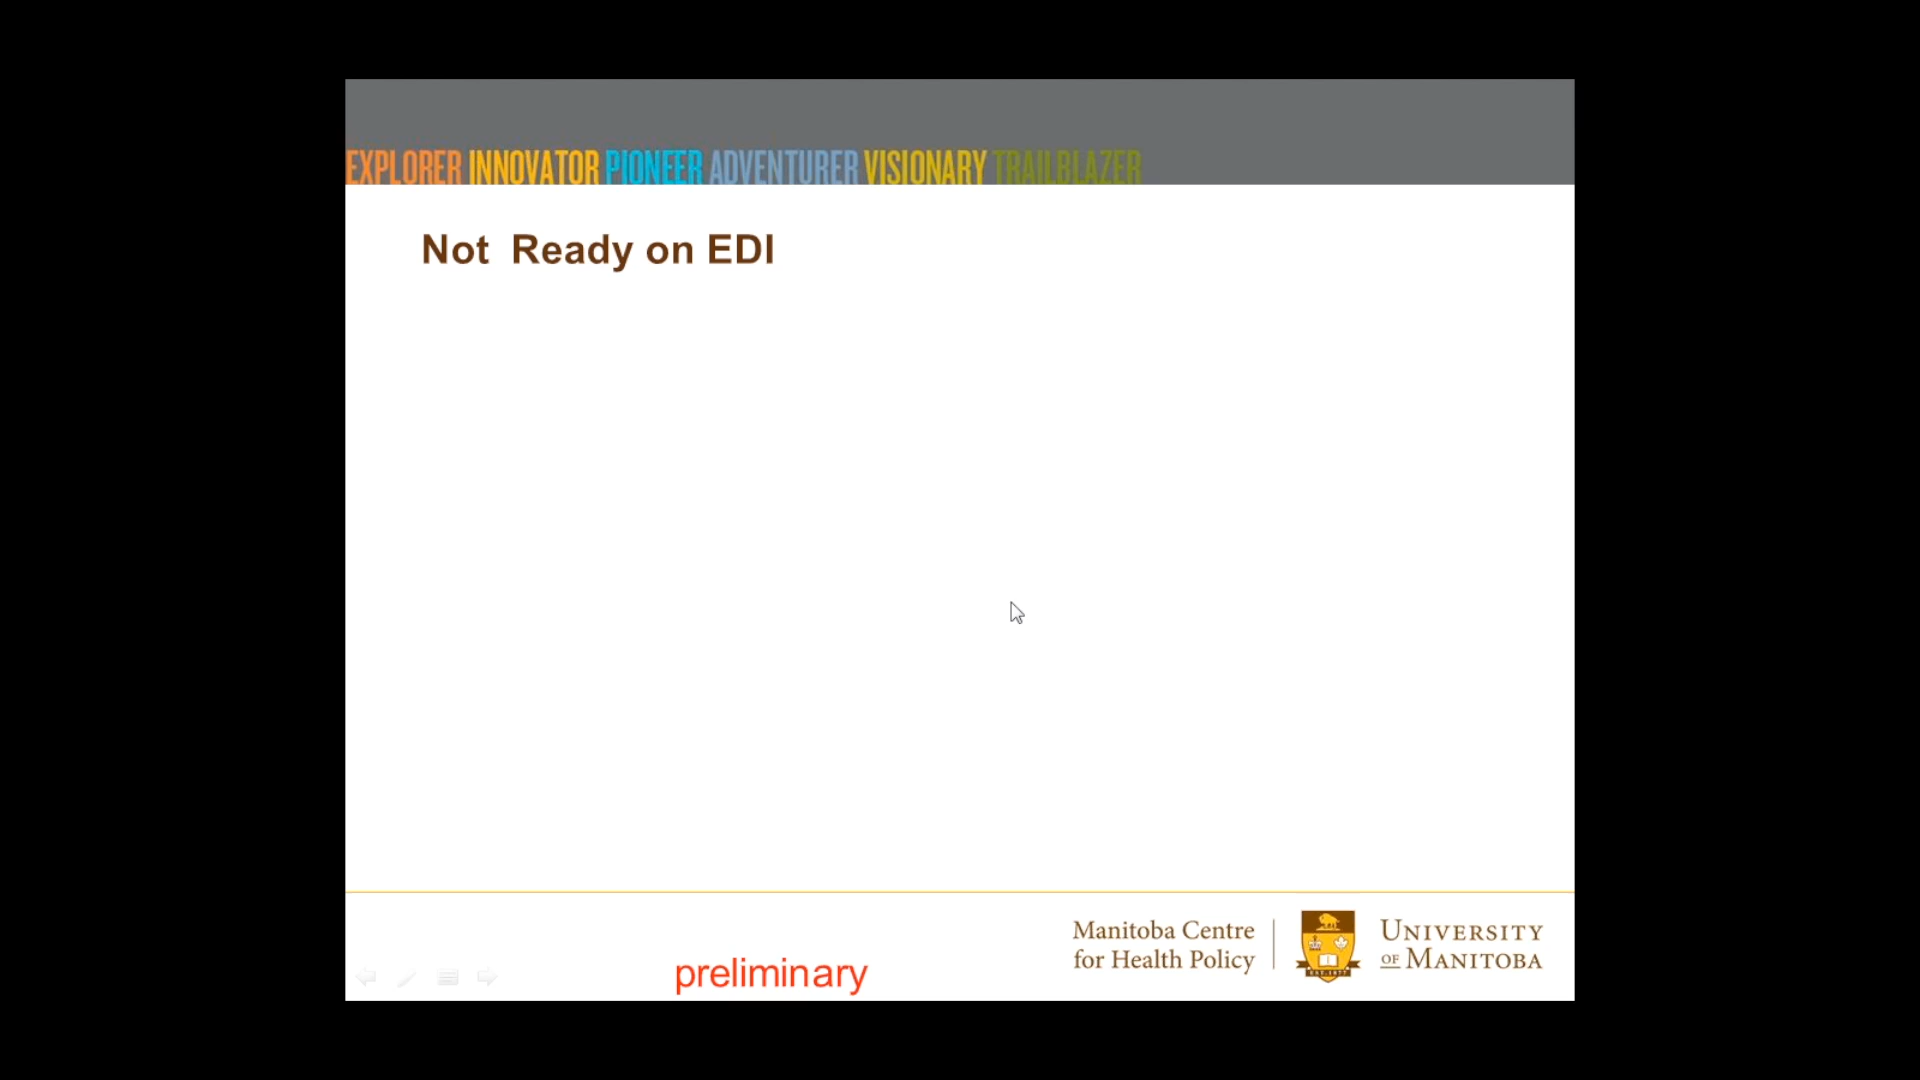 EXPLORER INNOVATOR PIONEER ADVENTURER VISIONARY TRAILBLAZER
Not Ready on EDI
preliminary
Manitoba Centre
for Health Policy
UNIVERSITY
OF MANITOBA